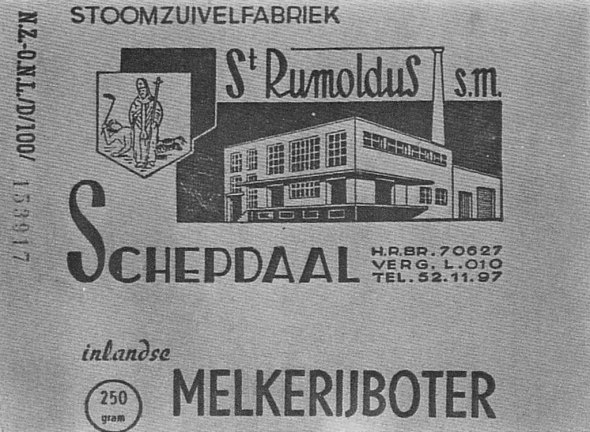 STOOMZUIVELFABRIEK
St Rumoldus s.m.
SCHEPDAAL
H.R.BR. 70627
VERG. L. 010
TEL. 52.11.97
inlandse
250
gram
MELKERIJBOTER
N.Z.-O.N.L./D/100/ 153917